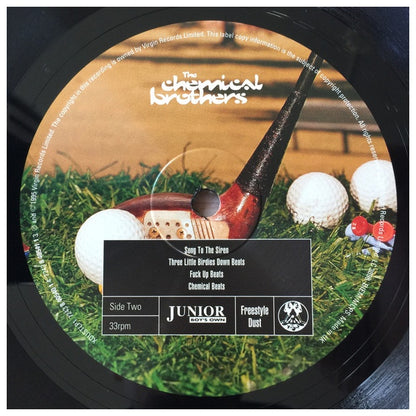 The
chemical
brothers
The copyright in this recording is owned by Virgin Records Limited. This label copy information is the subject of copyright protection. All rights
Song To The Siren
Three Little Birdies Down Beats
Fuck Up Beats
Chemical Beats
Side Two
33rpm
JUNIOR
BOY'S OWN
Freestyle
Dust